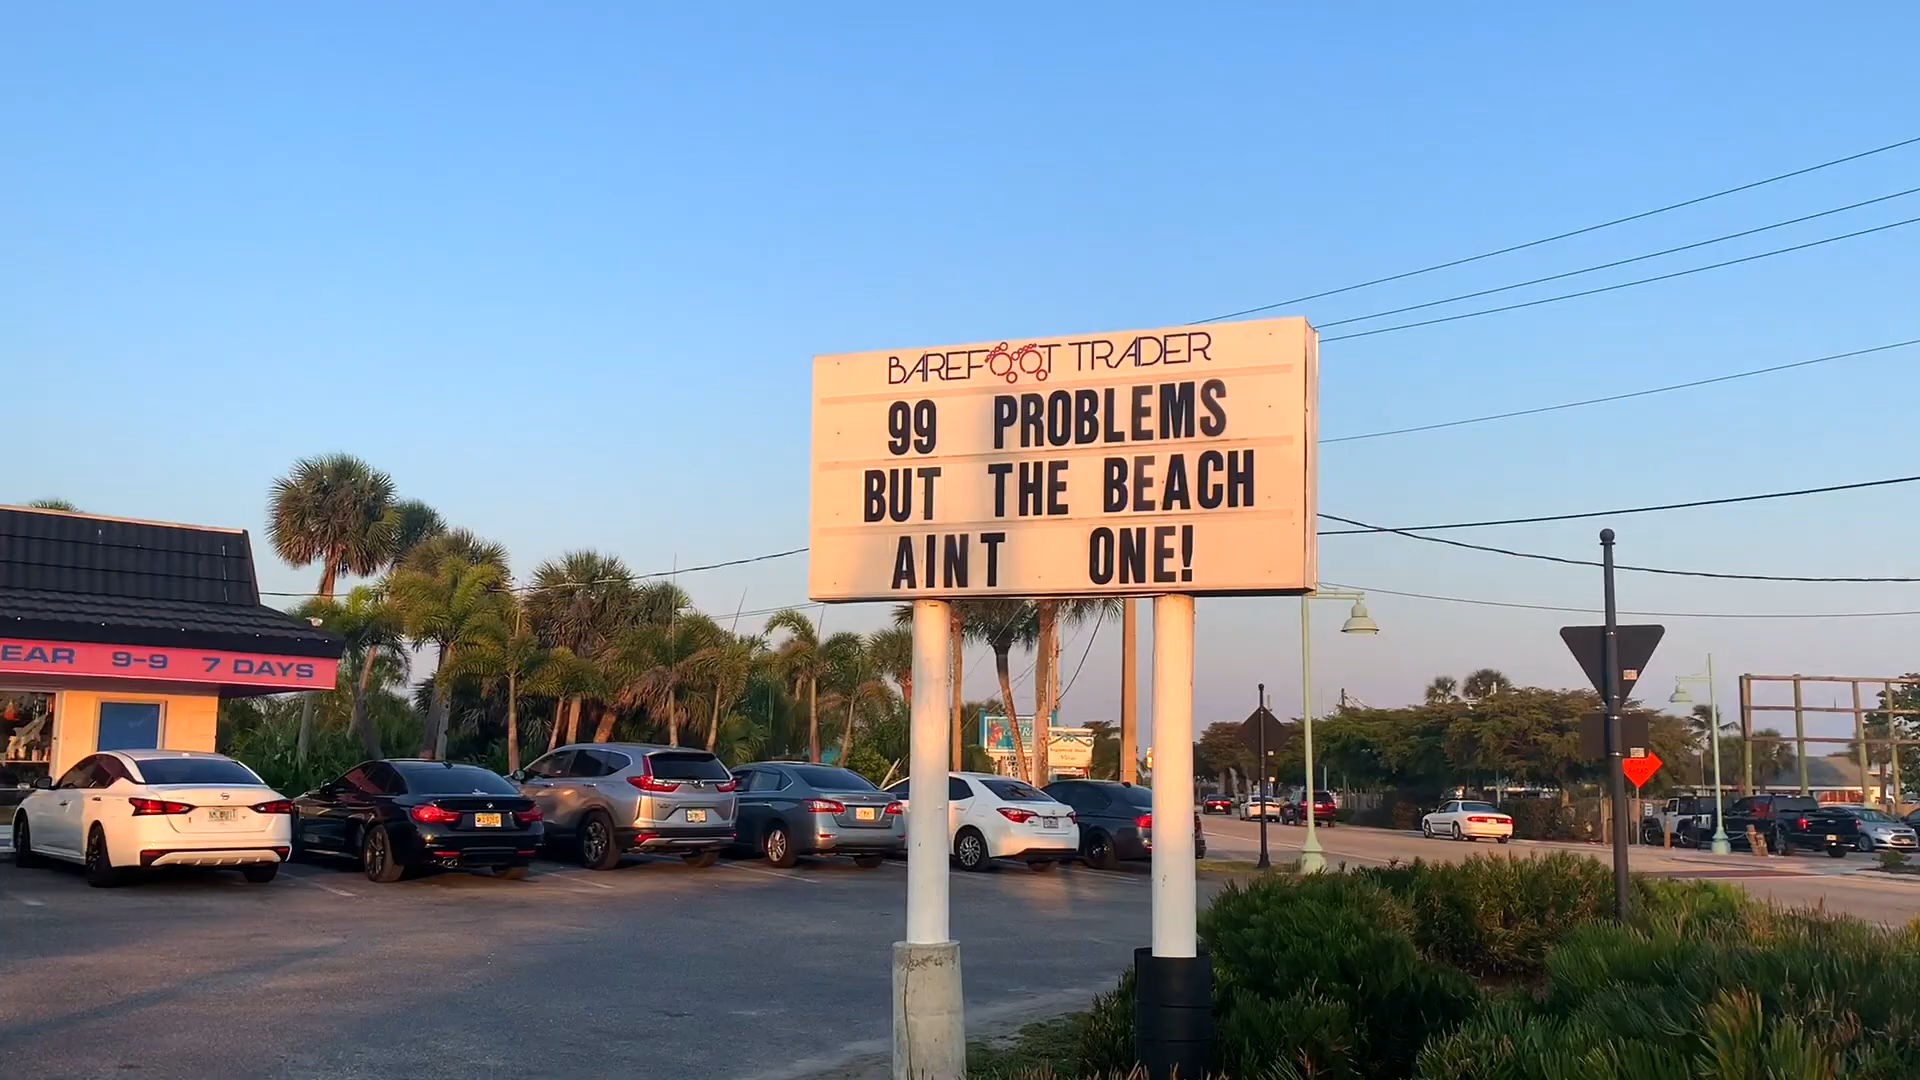 BAREFOOT TRADER
99 PROBLEMS
BUT THE BEACH
AINT ONE!
EAR 9-9 7 DAYS